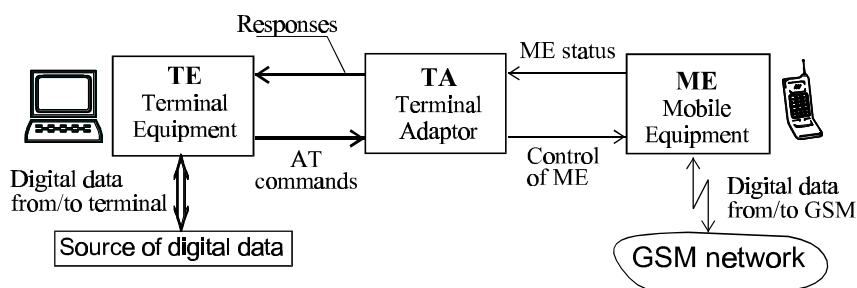 Responses
TE
Terminal
Equipment
TA
Terminal
Adaptor
ME status
ME
Mobile
Equipment
AT
commands
Control
of ME
Digital data
from/to terminal
Source of digital data
Digital data
from/to GSM
GSM network